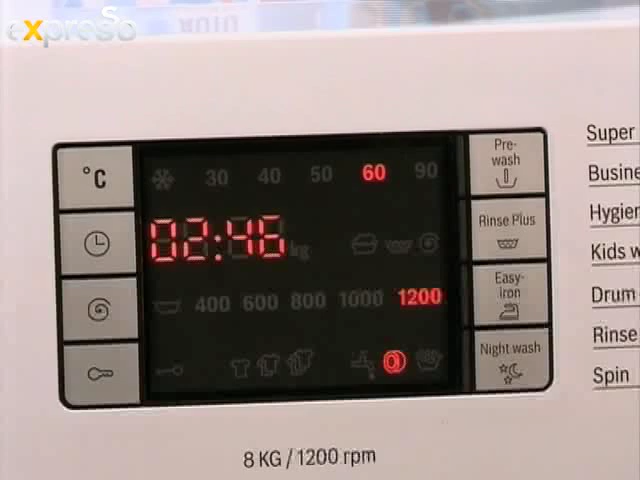 expresso
°C
30 40 50 60 90
Pre-
wash
02:46 kg
Rinse Plus
400 600 800 1000 1200
Easy-
iron
Night wash
8 KG / 1200 rpm
Super
Busine
Hygien
Kids w
Drum
Rinse
Spin